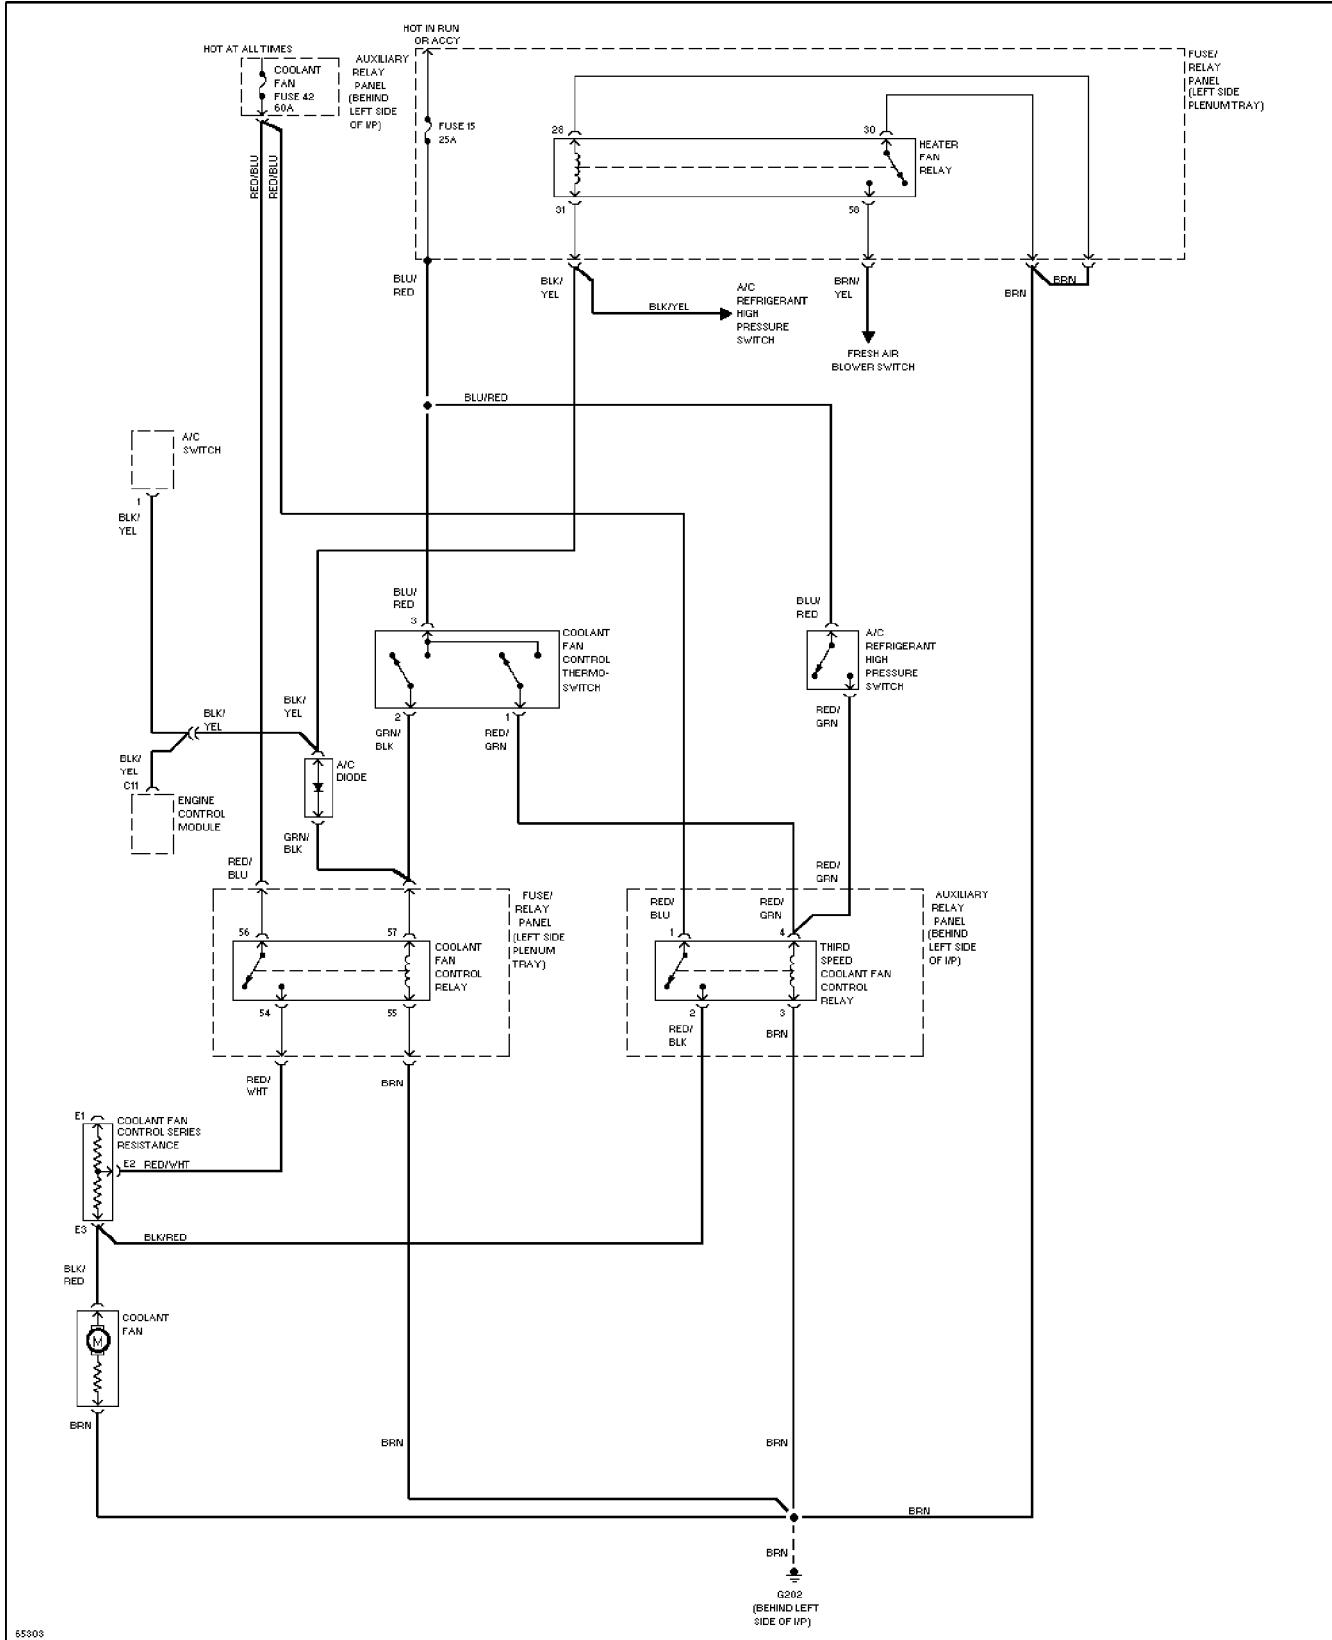 HOT IN RUN
OR ACCY
HOT AT ALL TIMES
COOLANT
FAN
FUSE 42
60A
AUXILIARY
RELAY
PANEL
(BEHIND
LEFT SIDE
OF I/P)
FUSE 15
25A
FUSE/
RELAY
PANEL
(LEFT SIDE
PLENUM TRAY)
28
30
HEATER
FAN
RELAY
31
58
RED/BLU
RED/BLU
BLU/
RED
BLK/
YEL
BLK/YEL
A/C
REFRIGERANT
HIGH
PRESSURE
SWITCH
BRN/
YEL
FRESH AIR
BLOWER SWITCH
BRN
BRN
BLU/RED
A/C
SWITCH
1
BLK/
YEL
BLU/
RED
3
COOLANT
FAN
CONTROL
THERMO-
SWITCH
2
1
BLU/
RED
A/C
REFRIGERANT
HIGH
PRESSURE
SWITCH
RED/
GRN
BLK/
YEL
BLK/
YEL
GRN/
BLK
RED/
GRN
BLK/
YEL
C11
ENGINE
CONTROL
MODULE
A/C
DIODE
GRN/
BLK
RED/
BLU
RED/
GRN
FUSE/
RELAY
PANEL
(LEFT SIDE
PLENUM
TRAY)
56
57
COOLANT
FAN
CONTROL
RELAY
54
55
RED/
BLU
RED/
GRN
AUXILIARY
RELAY
PANEL
(BEHIND
LEFT SIDE
OF I/P)
1
4
THIRD
SPEED
COOLANT FAN
CONTROL
RELAY
2
3
RED/
BLK
BRN
RED/
WHT
BRN
E1
COOLANT FAN
CONTROL SERIES
RESISTANCE
E2
RED/WHT
E3
BLK/RED
BLK/
RED
COOLANT
FAN
M
BRN
BRN
BRN
BRN
BRN
G202
(BEHIND LEFT
SIDE OF I/P)
65303